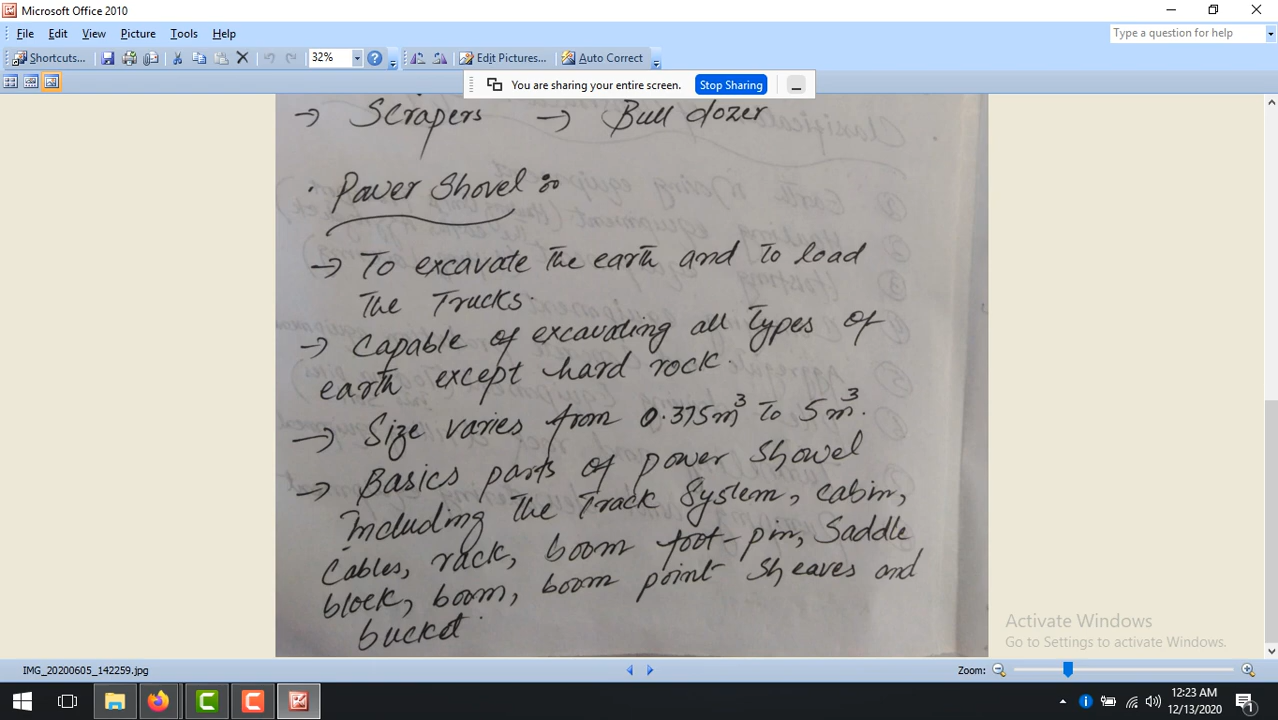 Microsoft Office 2010
File Edit View Picture Tools Help
Type a question for help
Shortcuts... 32% Edit Pictures... Auto Correct
You are sharing your entire screen. Stop Sharing
→ Scrapers → Bull dozer
Power Shovel :-
→ To excavate the earth and To load
The Trucks.
→ Capable of excavating all Types of
earth except hard rock.
→ Size varies from 0.375m³ To 5m³.
→ Basics parts of power showel
Including the Track System, cabin,
Cables, rack, boom foot-pin, Saddle
block, boom, boom point sheaves and
bucket.
Activate Windows
Go to Settings to activate Windows.
IMG_20200605_142259.jpg
Zoom:
12:23 AM
12/13/2020
1